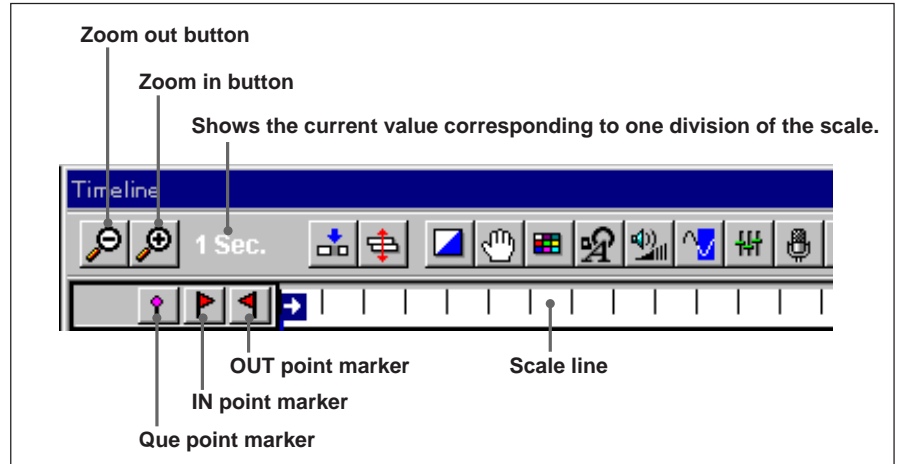 Zoom out button
Zoom in button
Shows the current value corresponding to one division of the scale.
Timeline
1 Sec.
OUT point marker
Scale line
IN point marker
Que point marker